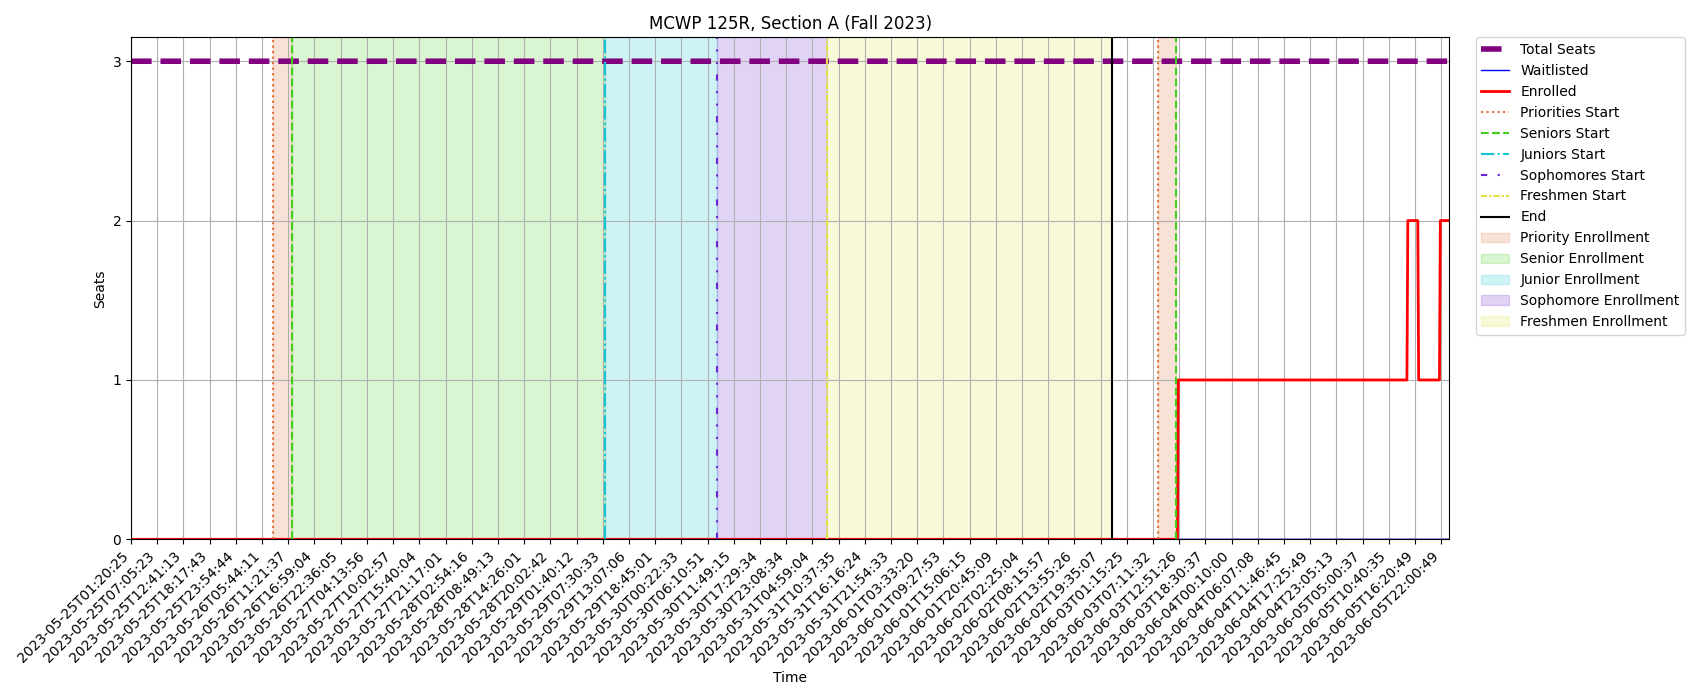 MCWP 125R, Section A (Fall 2023)
Seats
3
2
1
0
2023-05-25T01:20:25
2023-05-25T07:05:23
2023-05-25T12:41:13
2023-05-25T18:17:43
2023-05-25T23:54:44
2023-05-26T05:44:11
2023-05-26T11:21:37
2023-05-26T16:59:04
2023-05-26T22:36:05
2023-05-27T04:13:56
2023-05-27T10:02:57
2023-05-27T15:40:04
2023-05-27T21:17:01
2023-05-28T02:54:16
2023-05-28T08:49:13
2023-05-28T14:26:01
2023-05-28T20:02:42
2023-05-29T01:40:12
2023-05-29T07:30:33
2023-05-29T13:07:06
2023-05-29T18:45:01
2023-05-30T00:22:33
2023-05-30T06:10:51
2023-05-30T11:49:15
2023-05-30T17:29:34
2023-05-30T23:08:34
2023-05-31T04:59:04
2023-05-31T10:37:35
2023-05-31T16:16:24
2023-05-31T21:54:33
2023-06-01T03:33:20
2023-06-01T09:27:53
2023-06-01T15:06:15
2023-06-01T20:45:09
2023-06-02T02:25:04
2023-06-02T08:15:57
2023-06-02T13:55:26
2023-06-02T19:35:07
2023-06-03T01:15:25
2023-06-03T07:11:32
2023-06-03T12:51:26
2023-06-03T18:30:37
2023-06-04T00:10:00
2023-06-04T06:07:08
2023-06-04T11:46:45
2023-06-04T17:25:49
2023-06-04T23:05:13
2023-06-05T05:00:37
2023-06-05T10:40:35
2023-06-05T16:20:49
2023-06-05T22:00:49
Time
Total Seats
Waitlisted
Enrolled
Priorities Start
Seniors Start
Juniors Start
Sophomores Start
Freshmen Start
End
Priority Enrollment
Senior Enrollment
Junior Enrollment
Sophomore Enrollment
Freshmen Enrollment